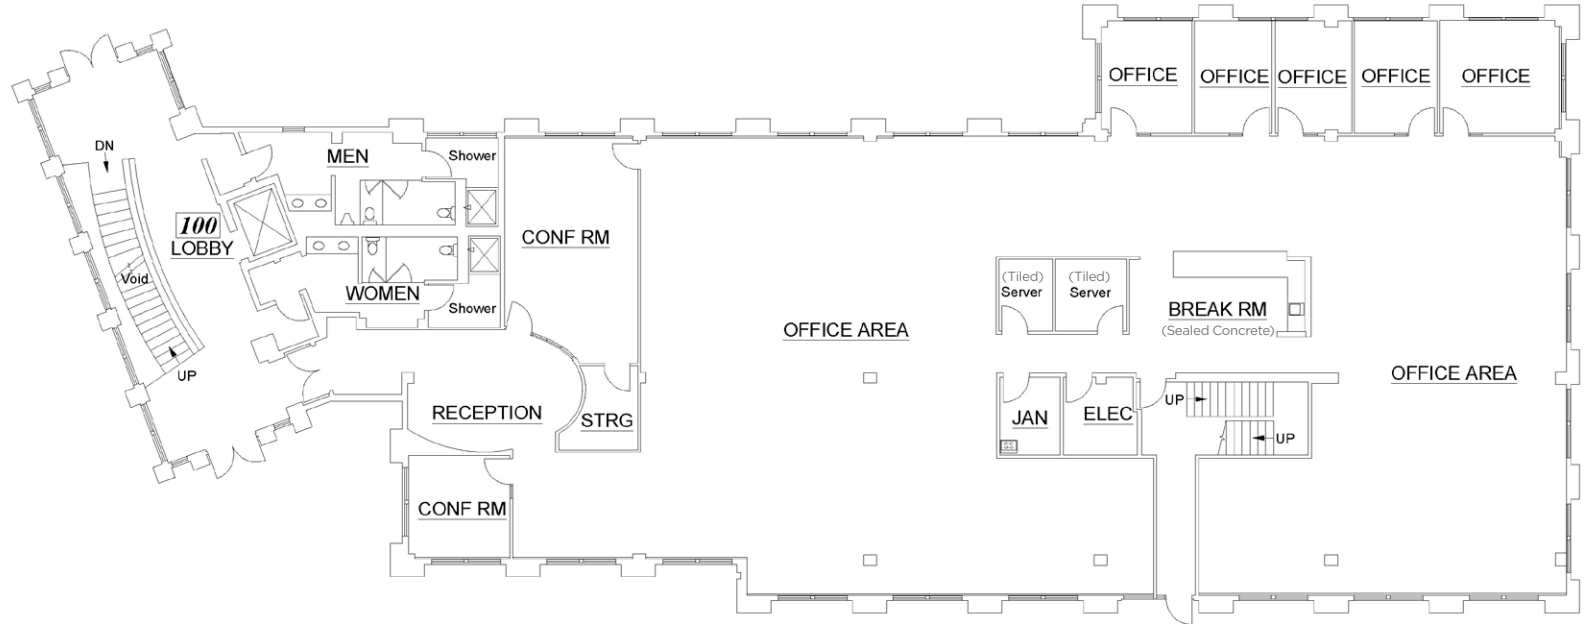 OFFICE
OFFICE
OFFICE
OFFICE
OFFICE
DN
MEN
Shower
100
LOBBY
CONF RM
Void
WOMEN
Shower
(Tiled)
Server
(Tiled)
Server
BREAK RM
(Sealed Concrete)
OFFICE AREA
UP
OFFICE AREA
RECEPTION
STRG
JAN
ELEC
UP
UP
SS
CONF RM